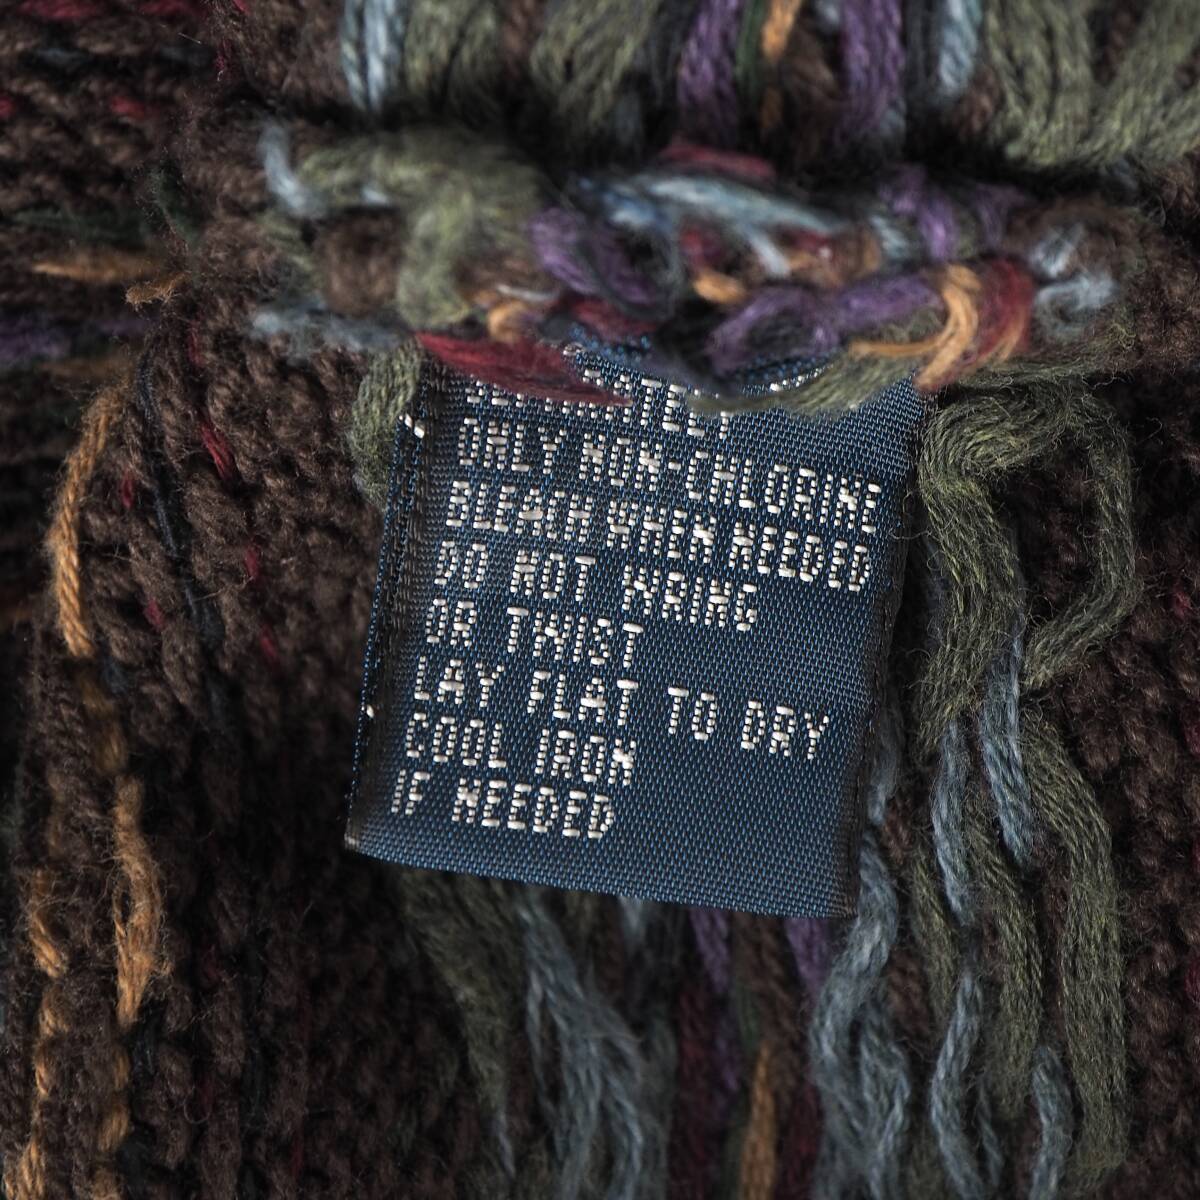 SEPARATELY
ONLY NON-CHLORINE
BLEACH WHEN NEEDED
DO NOT WRING
OR TWIST
LAY FLAT TO DRY
COOL IRON
IF NEEDED